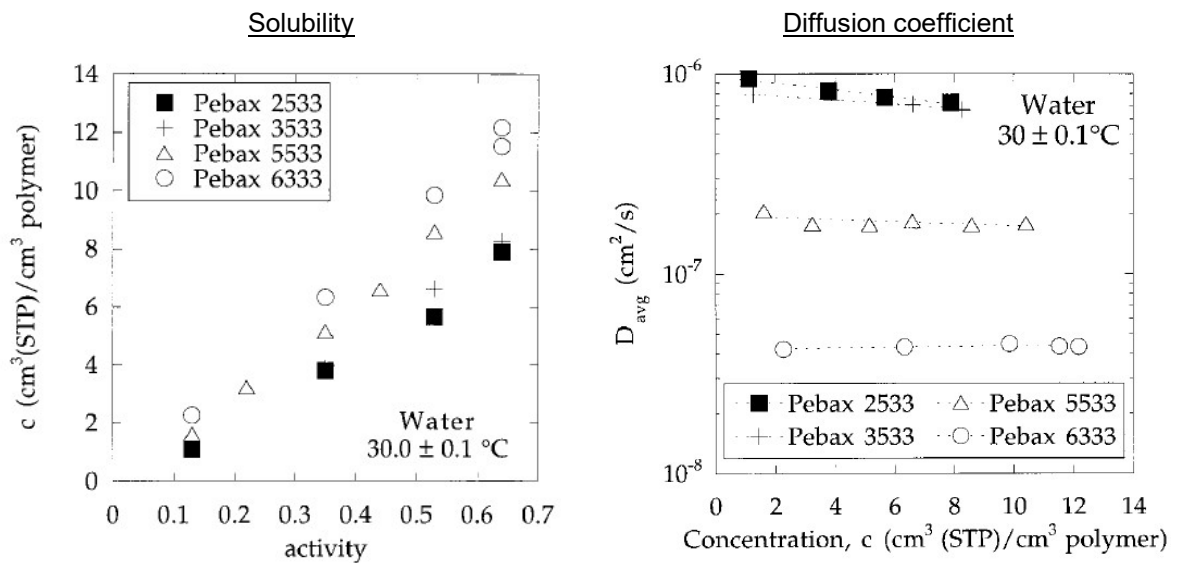 Solubility
14
12
10
8
6
4
2
0
c (cm³(STP)/cm³ polymer)
Pebax 2533
Pebax 3533
Pebax 5533
Pebax 6333
Water
30.0 ± 0.1 °C
0 0.1 0.2 0.3 0.4 0.5 0.6 0.7
activity
Diffusion coefficient
10⁻⁶
10⁻⁷
10⁻⁸
D avg (cm²/s)
Water
30 ± 0.1°C
Pebax 2533 Pebax 5533
Pebax 3533 Pebax 6333
0 2 4 6 8 10 12 14
Concentration, c (cm³ (STP)/cm³ polymer)